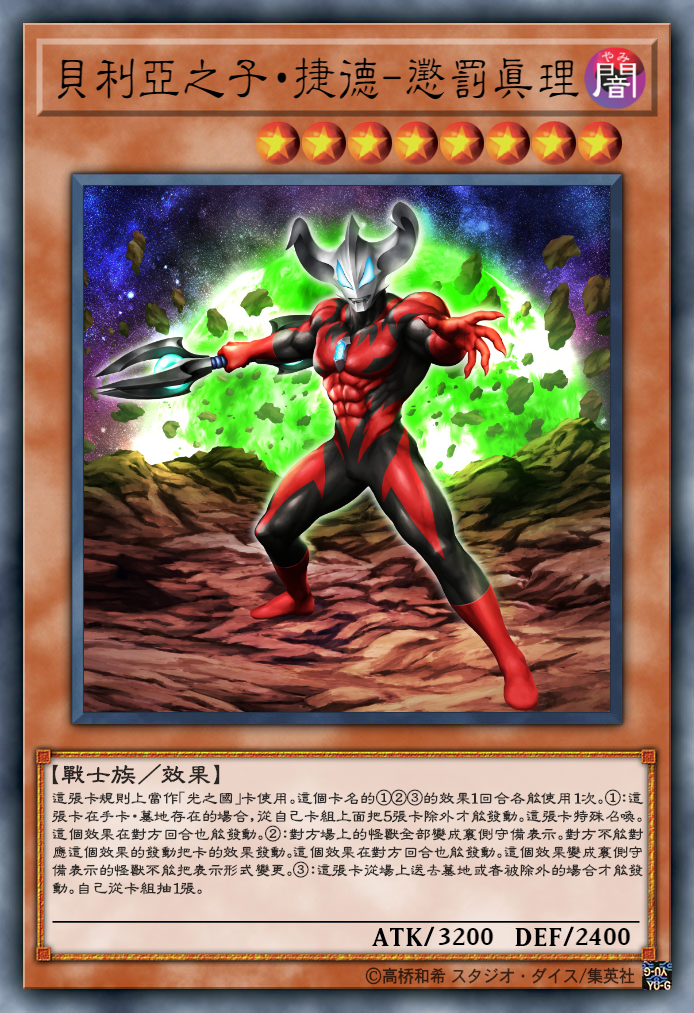 貝利亞之子·捷德-懲罰眞理
やみ
闇
【戰士族／效果】
這張卡規則上當作「光之國」卡使用。這個卡名的①②③的效果1回合各能使用1次。①：這
張卡在手卡·墓地存在的場合，從自己卡組上面把5張卡除外才能發動。這張卡特殊召喚。
這個效果在對方回合也能發動。②：對方場上的怪獸全部變成裏側守備表示。對方不能對
應這個效果的發動把卡的效果發動。這個效果在對方回合也能發動。這個效果變成裏側守
備表示的怪獸不能把表示形式變更。③：這張卡從場上送去墓地或者被除外的場合才能發
動。自己從卡組抽1張。
ATK/3200 DEF/2400
©高桥和希 スタジオ・ダイス/集英社
YU-G